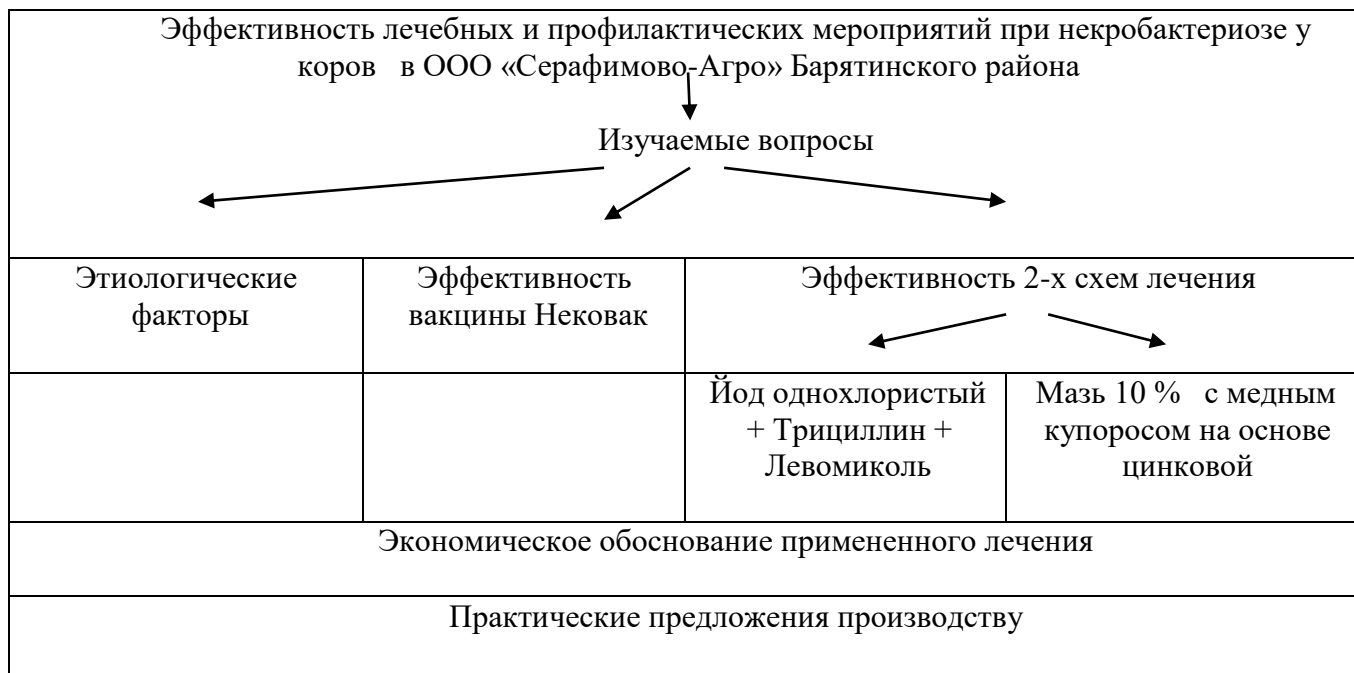 Эффективность лечебных и профилактических мероприятий при некробактериозе у
коров в ООО «Серафимово-Агро» Барятинского района
Изучаемые вопросы
Этиологические
факторы
Эффективность
вакцины Нековак
Эффективность 2-х схем лечения
Йод однохлористый
+ Трициллин +
Левомиколь
Мазь 10 % с медным
купоросом на основе
цинковой
Экономическое обоснование примененного лечения
Практические предложения производству